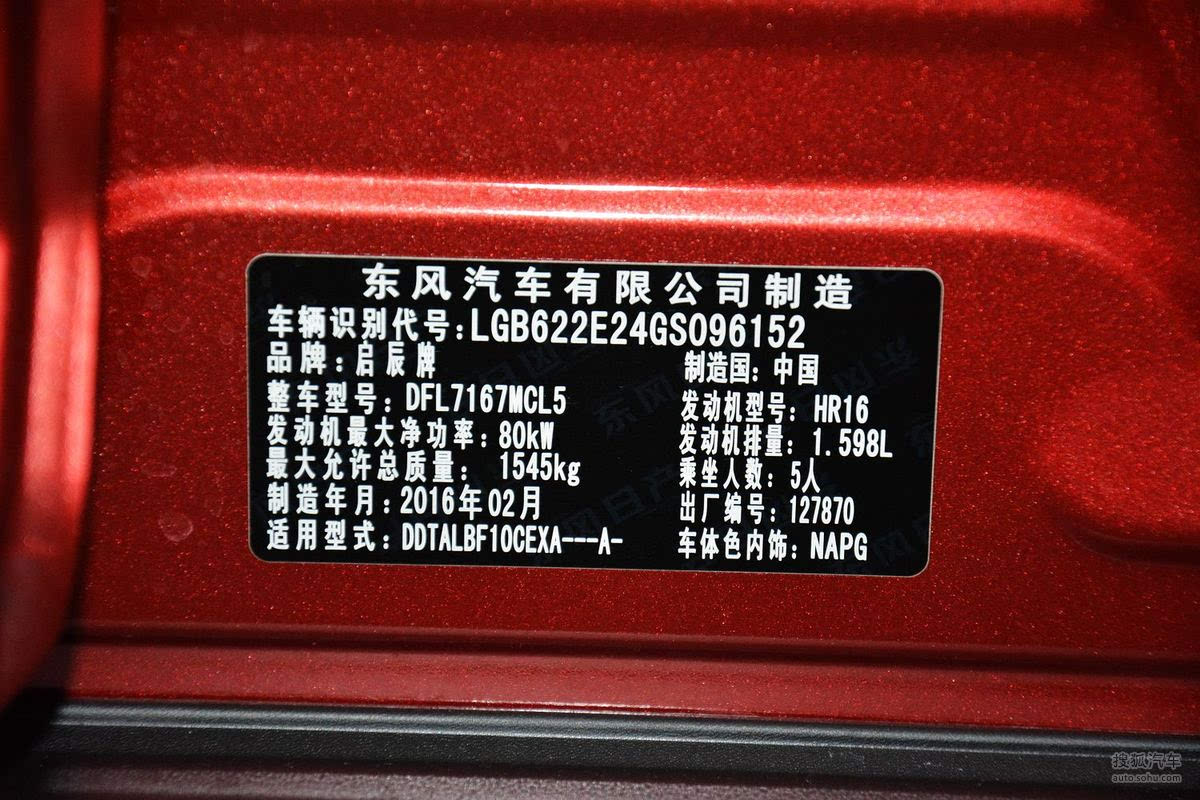 东风汽车有限公司制造
车辆识别代号:LGB622E24GS096152
品牌:启辰牌 制造国:中国
整车型号:DFL7167MCL5 发动机型号:HR16
发动机最大净功率:80kW 发动机排量:1.598L
最大允许总质量: 1545kg 乘坐人数:5人
制造年月:2016年02月 出厂编号:127870
适用型式:DDTALBF10CEXA---A- 车体色内饰:NAPG
搜狐汽车
auto.sohu.com